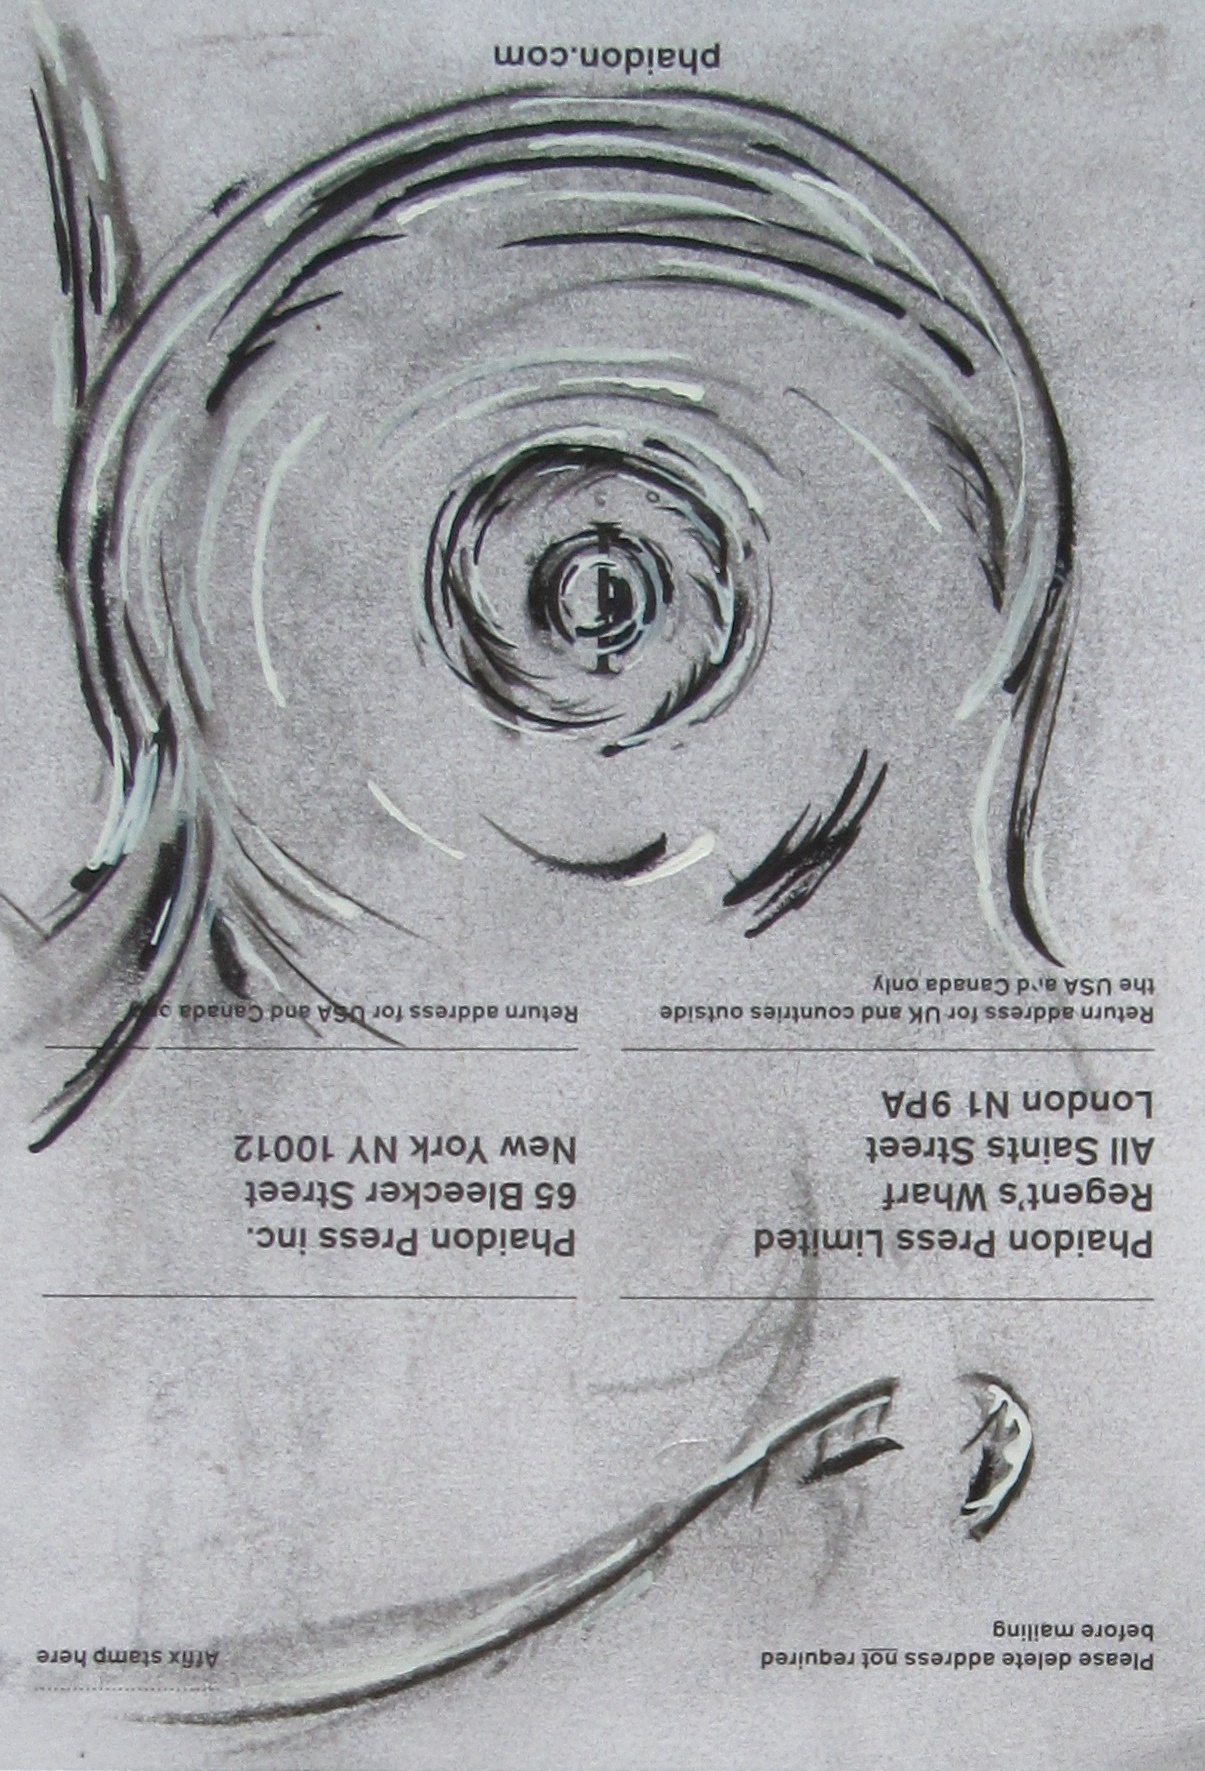 Please delete address not required
before mailing
Affix stamp here
Phaidon Press Limited
Regent's Wharf
All Saints Street
London N1 9PA
Return address for UK and countries outside
the USA and Canada only
Phaidon Press inc.
65 Bleecker Street
New York NY 10012
Return address for USA and Canada only
phaidon.com